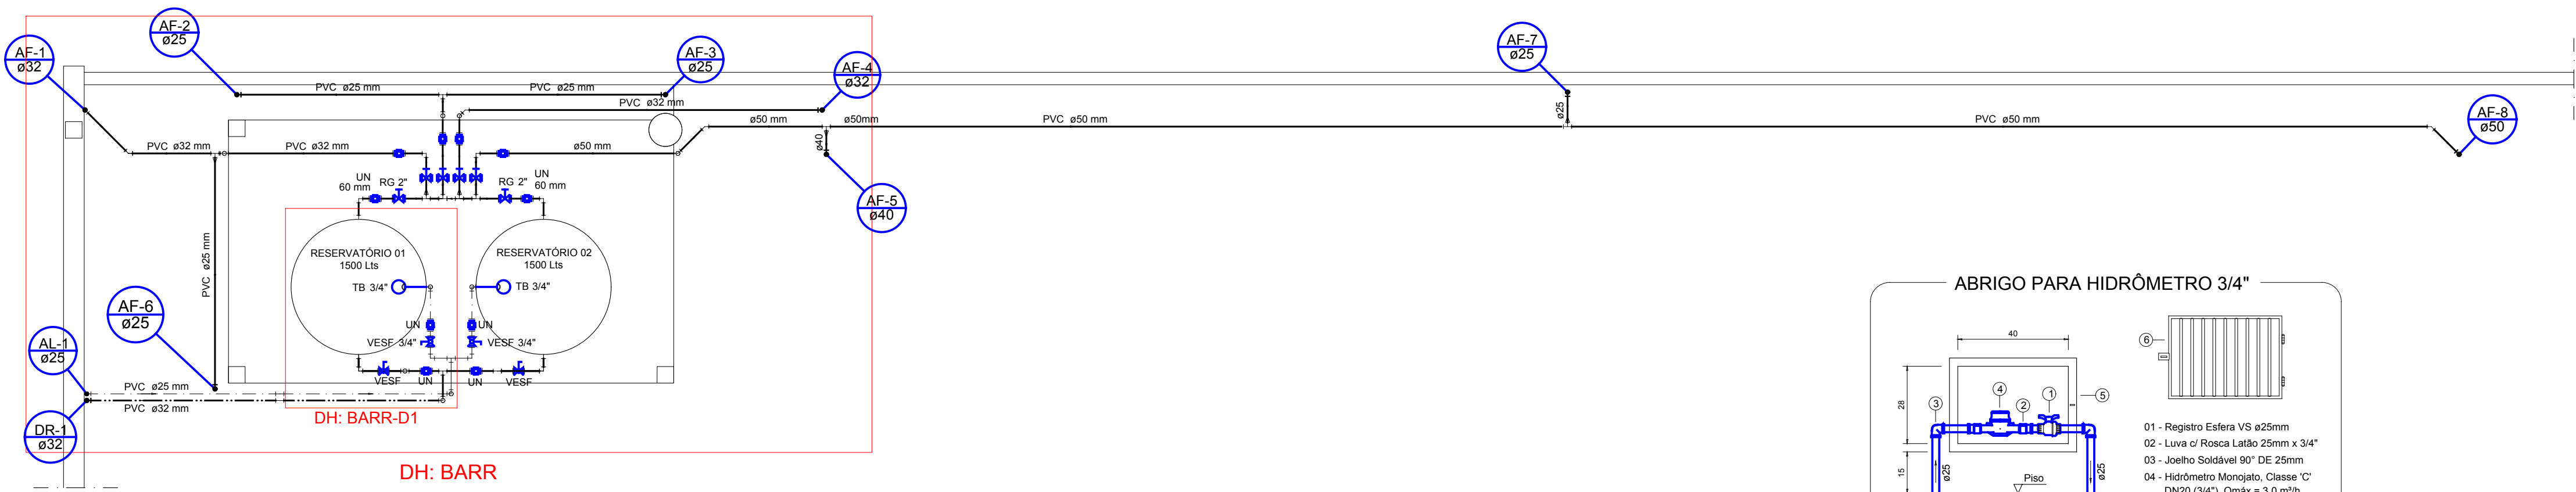 AF-1
ø32
AF-2
ø25
AF-3
ø25
AF-4
ø32
AF-7
ø25
AF-8
ø50
PVC ø25 mm
PVC ø25 mm
PVC ø32 mm
ø25
ø50 mm
ø50mm
PVC ø50 mm
PVC ø50 mm
ø40
PVC ø32 mm
PVC ø32 mm
ø50 mm
UN
60 mm
RG 2"
RG 2"
UN
60 mm
AF-5
ø40
PVC ø25 mm
RESERVATÓRIO 01
1500 Lts
RESERVATÓRIO 02
1500 Lts
TB 3/4"
TB 3/4"
AF-6
ø25
UN
UN
VESF 3/4"
VESF 3/4"
AL-1
ø25
VESF
UN
UN
VESF
PVC ø25 mm
PVC ø32 mm
DR-1
ø32
DH: BARR-D1
DH: BARR
ABRIGO PARA HIDRÔMETRO 3/4"
40
6
28
4
1
5
3
2
15
ø25
Piso
ø25
01 - Registro Esfera VS ø25mm
02 - Luva c/ Rosca Latão 25mm x 3/4"
03 - Joelho Soldável 90° DE 25mm
04 - Hidrômetro Monojato, Classe 'C'
DN20 (3/4"), Qmáx = 3,0 m³/h